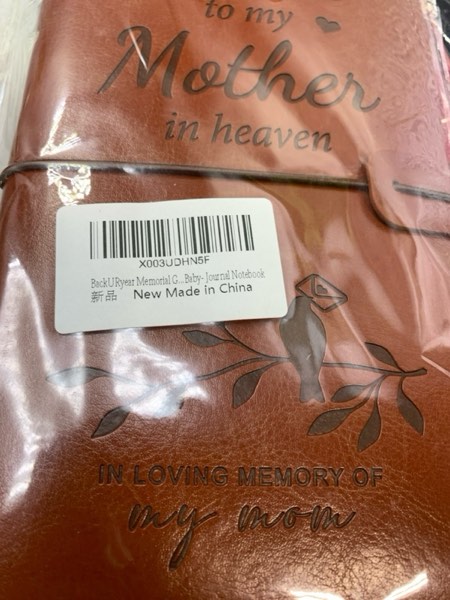 to my
Mother
in heaven
X003UDHN5F
BackURyear Memorial G...Baby- Journal Notebook
新品 New Made in China
IN LOVING MEMORY OF
my mom